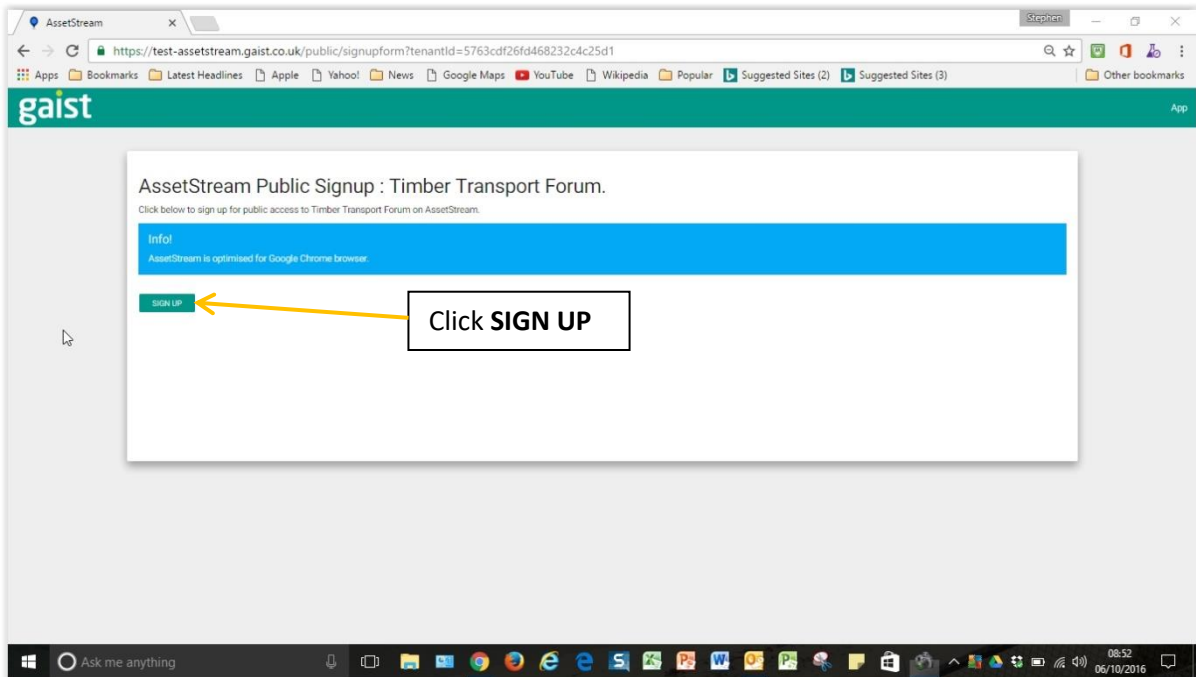 AssetStream
Stephen
https://test-assetstream.gaist.co.uk/public/signupform?tenantId=5763cdf26fd468232c4c25d1
Apps Bookmarks Latest Headlines Apple Yahoo! News Google Maps YouTube Wikipedia Popular Suggested Sites (2) Suggested Sites (3) Other bookmarks
gaist
App
AssetStream Public Signup : Timber Transport Forum.
Click below to sign up for public access to Timber Transport Forum on AssetStream.
Info!
AssetStream is optimised for Google Chrome browser.
SIGN UP
Click SIGN UP
Ask me anything
08:52
06/10/2016